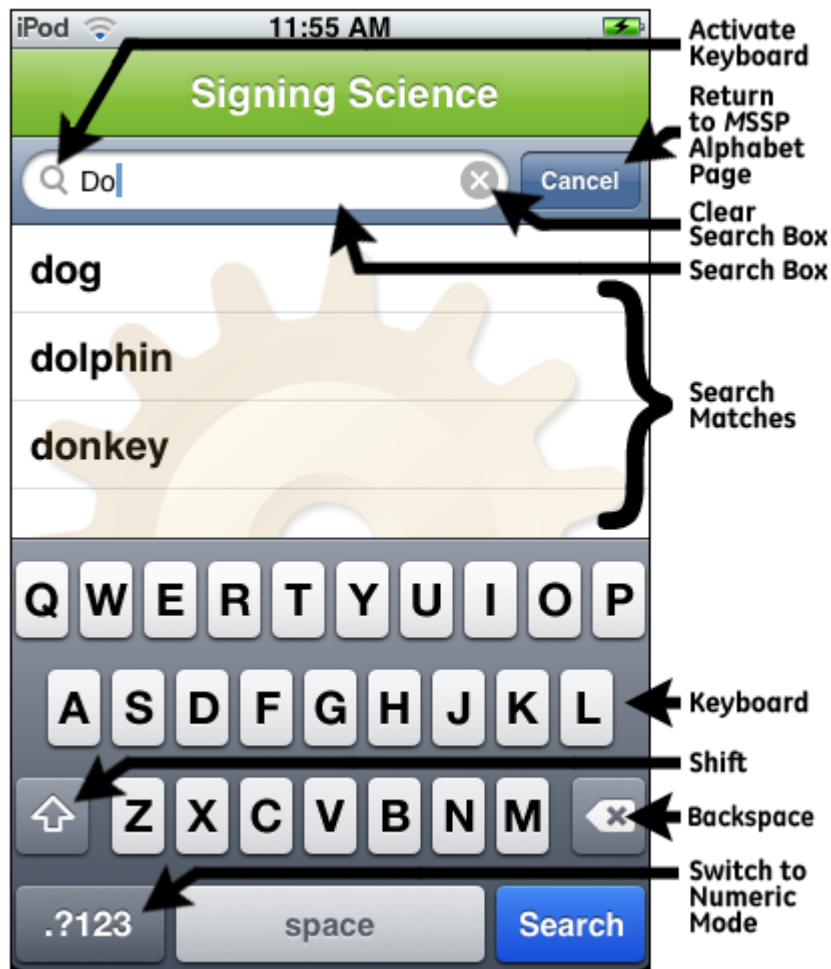 iPod 11:55 AM
Activate
Keyboard
Signing Science
Return
to MSSP
Alphabet
Page
Do Cancel
Clear
Search Box
Search Box
dog
dolphin
donkey
Search
Matches
Q W E R T Y U I O P
A S D F G H J K L
Keyboard
Shift
Z X C V B N M
Backspace
Switch to
Numeric
Mode
.?123 space Search